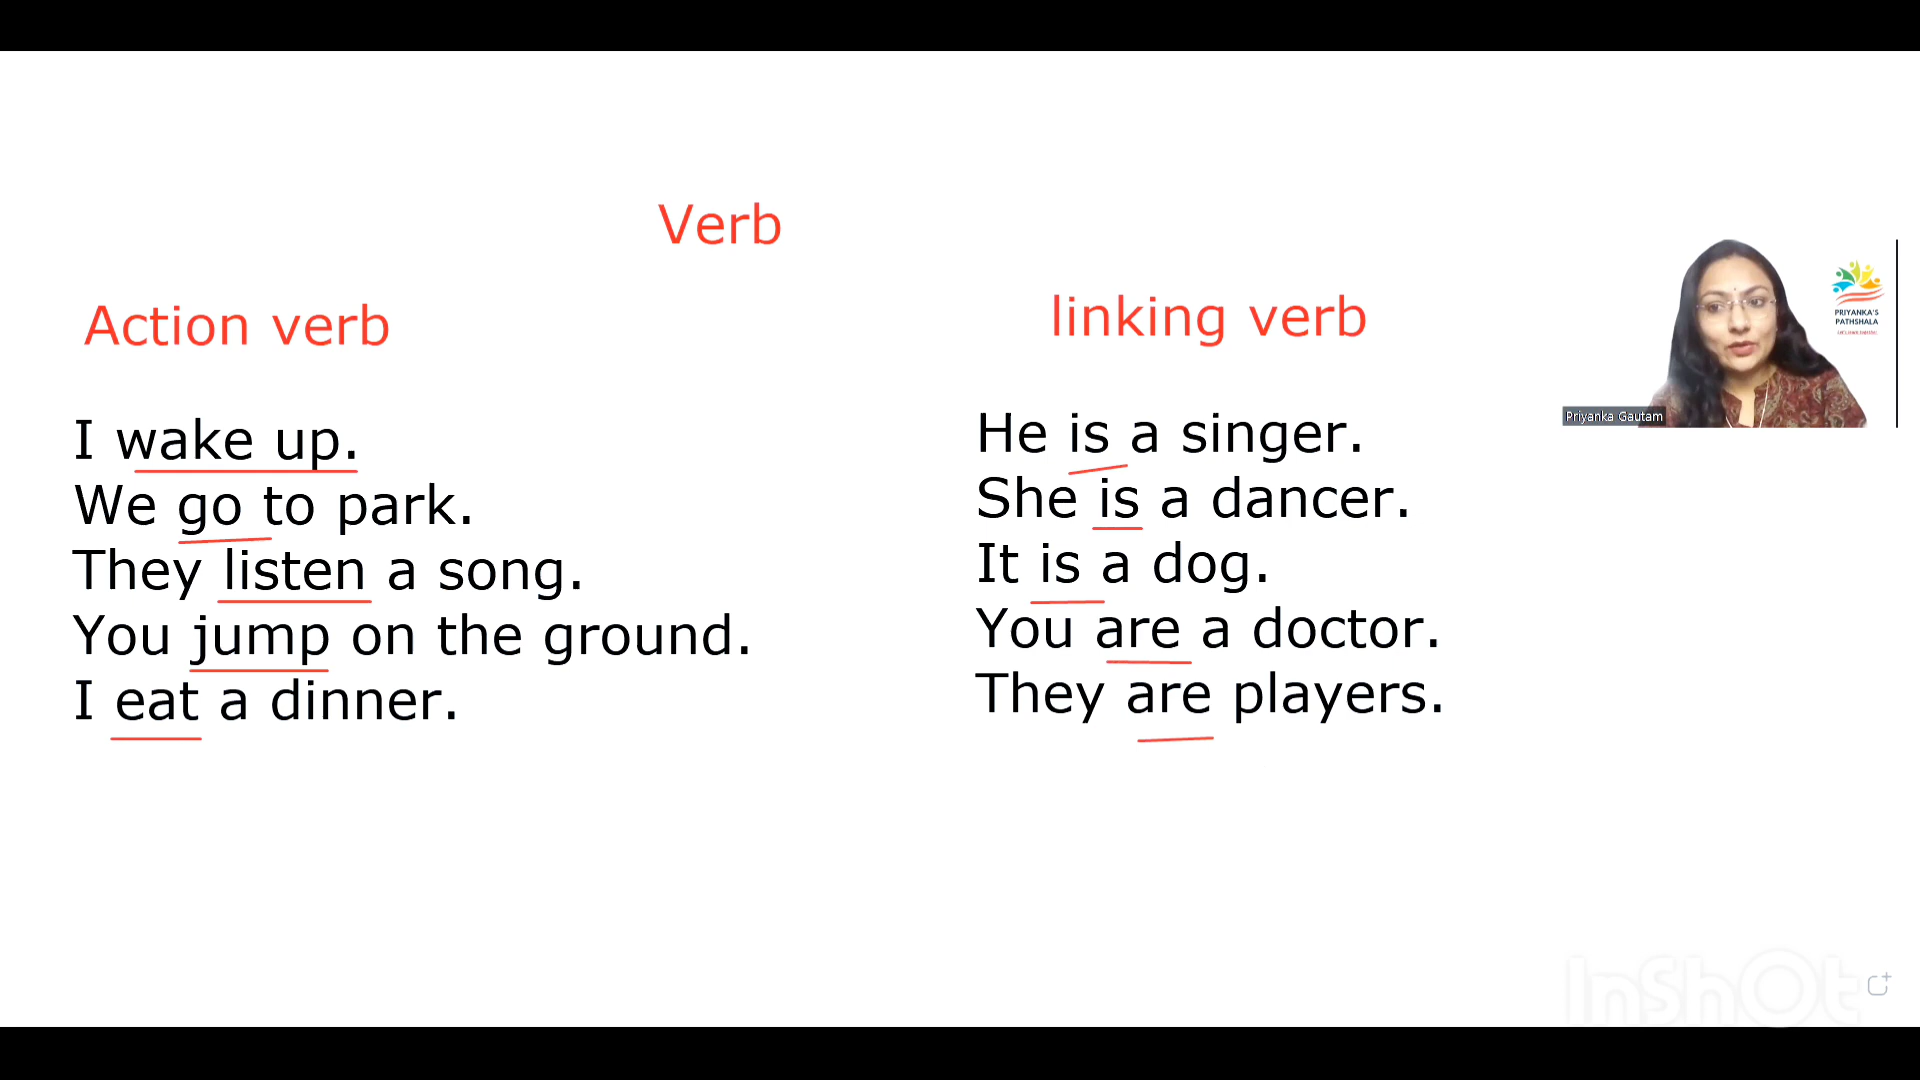 Verb
Action verb
linking verb
I wake up.
We go to park.
They listen a song.
You jump on the ground.
I eat a dinner.
He is a singer.
She is a dancer.
It is a dog.
You are a doctor.
They are players.
PRIYANKA'S
PATHSHALA
Priyanka Gautam
InShOt